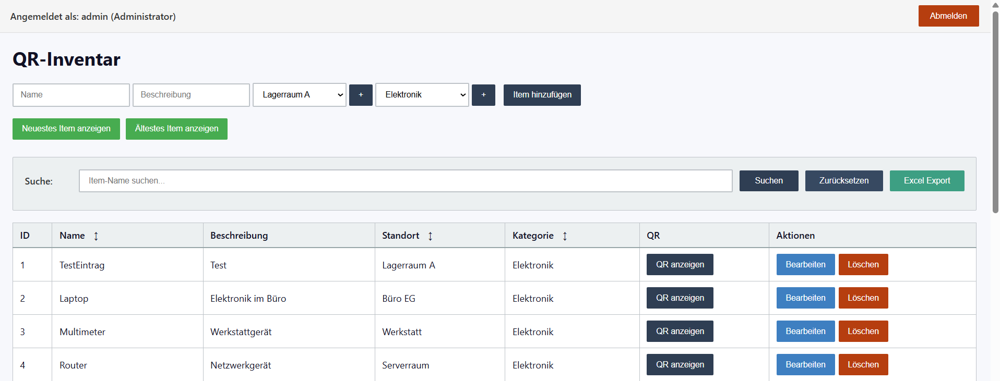 Angemeldet als: admin (Administrator) Abmelden
QR-Inventar
Name Beschreibung Lagerraum A + Elektronik + Item hinzufügen
Neuestes Item anzeigen Ältestes Item anzeigen
Suche: Item-Name suchen... Suchen Zurücksetzen Excel Export
ID Name ↕ Beschreibung Standort ↕ Kategorie ↕ QR Aktionen
1 TestEintrag Test Lagerraum A Elektronik QR anzeigen Bearbeiten Löschen
2 Laptop Elektronik im Büro Büro EG Elektronik QR anzeigen Bearbeiten Löschen
3 Multimeter Werkstattgerät Werkstatt Elektronik QR anzeigen Bearbeiten Löschen
4 Router Netzwerkgerät Serverraum Elektronik QR anzeigen Bearbeiten Löschen